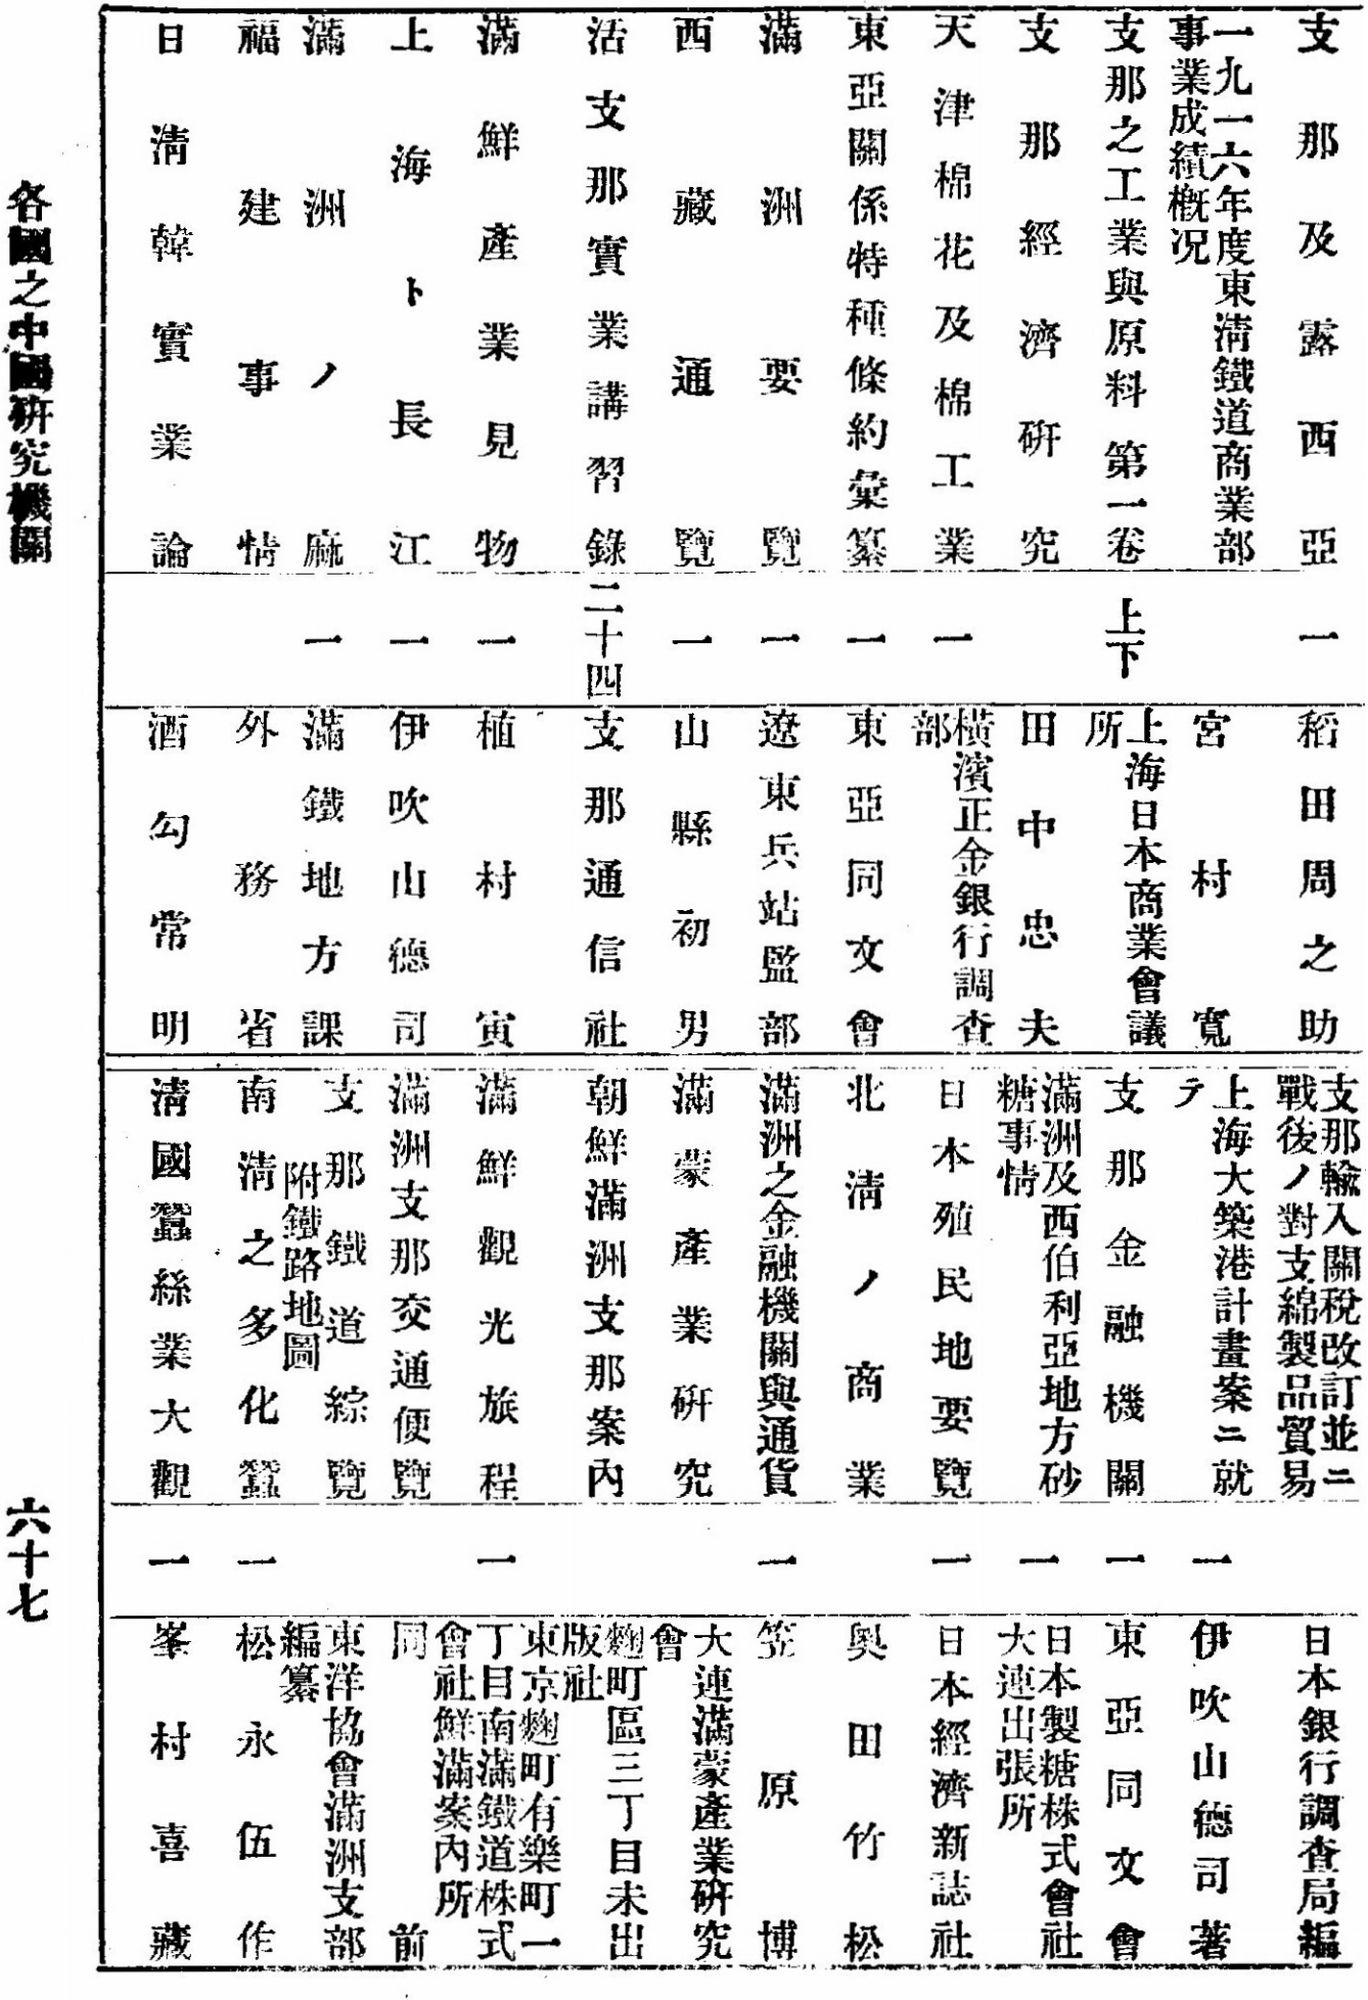 支那及露西亞　一　稻田周之助
一九一六年度東淸鐵道商業部
事業成績概况　宮村寬
支那之工業與原料 第一卷　上下　上海日本商業會議
所
支那經濟硏究　田中忠夫
天津棉花及棉工業　一　橫濱正金銀行調查
部
東亞關係特種條約彙纂　一　東亞同文會
滿洲要覽　一　遼東兵站監部
西藏通覽　一　山縣初男
活支那實業講習錄　二十四　支那通信社
滿鮮產業見物　一　植村寅
上海ト長江　一　伊吹山德司
滿洲ノ麻　一　滿鐵地方課
福建事情　外務省
日淸韓實業論　酒勾常明
支那輸入關稅改訂並ニ
戰後ノ對支綿製品貿易　日本銀行調查局編
上海大築港計畫案ニ就
テ　一　伊吹山德司著
支那金融機關　一　東亞同文會
滿洲及西伯利亞地方砂
糖事情　一　日本製糖株式會社
大連出張所
日本殖民地要覽　一　日本經濟新誌社
北淸ノ商業　奧田竹松
滿洲之金融機關與通貨　一　笠原博
滿蒙產業硏究　大連滿蒙產業硏究
會
朝鮮滿洲支那案內　麴町區三丁目未出
版社
滿鮮觀光旅程　一　東京麴町有樂町一
丁目南滿鐵道株式
會社鮮滿案內所
滿洲支那交通便覽　同前
支那鐵道綜覽
附鐵路地圖　東洋協會滿洲支部
編纂
南淸之多化蠶　一　松永伍作
淸國蠶絲業大觀　一　峯村喜藏
各國之中國硏究機關
六十七